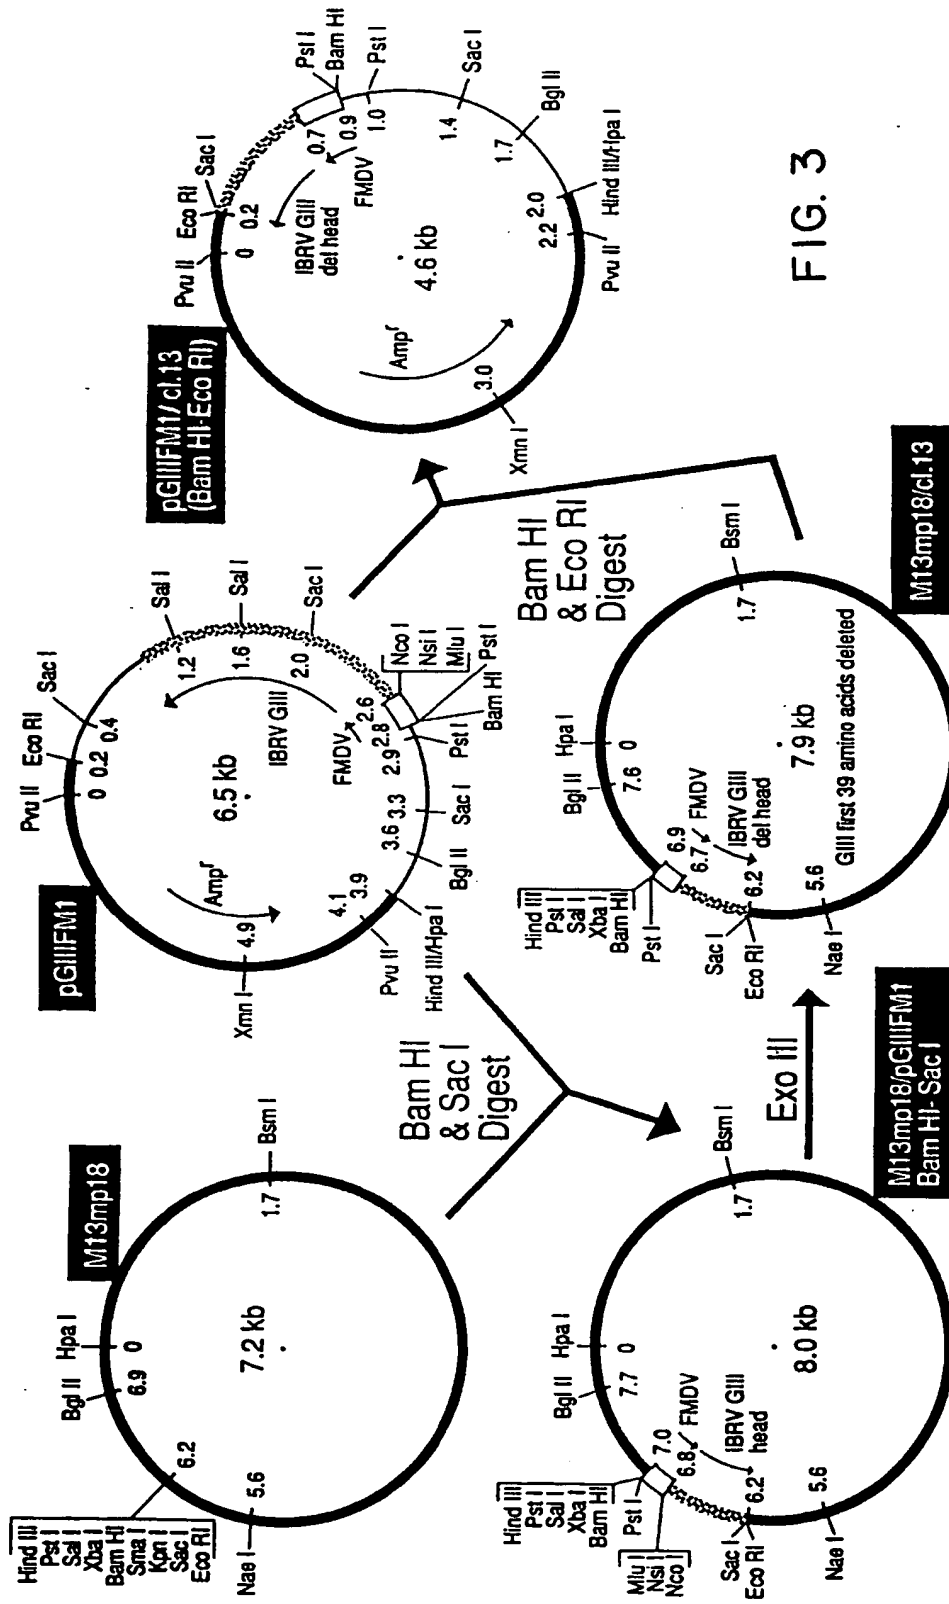 M13mp18
Hpa I
0
Bgl II
6.9
6.2
Hind III
Pst I
Sal I
Xba I
Bam HI
Sma I
Kpn I
Sac I
Eco RI
5.6
Nae I
1.7
Bsm I
7.2 kb
pGIIIFM1
Pvu II
0
Eco RI
0.2
Sac I
0.4
Sal I
1.2
Sal I
1.6
Sac I
2.0
IBRV GIII
FMDV
2.6
2.8
2.9
Nco I
Nsi I
Mlu I
Pst I
Bam HI
Pst I
3.3
Sac I
3.6
Bgl II
3.9
Hind III/Hpa I
4.1
Pvu II
4.9
Xmn I
Ampr
6.5 kb
pGIIIFM1/cl.13
(Bam HI-Eco RI)
Pvu II
0
Eco RI
0.2
Sac I
IBRV GIII
del head
FMDV
0.7
0.9
1.0
Pst I
Bam HI
Pst I
1.4
Sac I
1.7
Bgl II
2.0
Hind III/Hpa I
2.2
Pvu II
3.0
Xmn I
Ampr
4.6 kb
Bam HI
& Sac I
Digest
Bam HI
& Eco RI
Digest
Hpa I
0
Bgl II
7.7
Hind III
Pst I
Sal I
Xba I
Bam HI
Pst I
7.0
6.8
FMDV
IBRV GIII
head
Mlu I
Nsi I
Nco I
6.2
Sac I
Eco RI
5.6
Nae I
1.7
Bsm I
8.0 kb
M13mp18/pGIIIFM1
Bam HI- Sac I
Exo III
Hpa I
0
Bgl II
7.6
Hind III
Pst I
Sal I
Xba I
Bam HI
Pst I
6.9
6.7
FMDV
IBRV GIII
del head
6.2
Sac I
Eco RI
5.6
Nae I
1.7
Bsm I
7.9 kb
GIII first 39 amino acids deleted
M13mp18/cl.13
FIG. 3